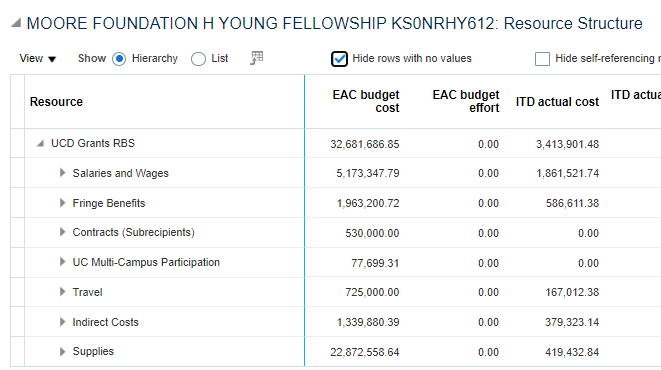 MOORE FOUNDATION H YOUNG FELLOWSHIP KS0NRHY612: Resource Structure
View Show Hierarchy List Hide rows with no values Hide self-referencing
Resource EAC budget cost EAC budget effort ITD actual cost ITD
UCD Grants RBS 32,681,686.85 0.00 3,413,901.48
Salaries and Wages 5,173,347.79 0.00 1,861,521.74
Fringe Benefits 1,963,200.72 0.00 586,611.38
Contracts (Subrecipients) 530,000.00 0.00 0.00
UC Multi-Campus Participation 77,699.31 0.00 0.00
Travel 725,000.00 0.00 167,012.38
Indirect Costs 1,339,880.39 0.00 379,323.14
Supplies 22,872,558.64 0.00 419,432.84